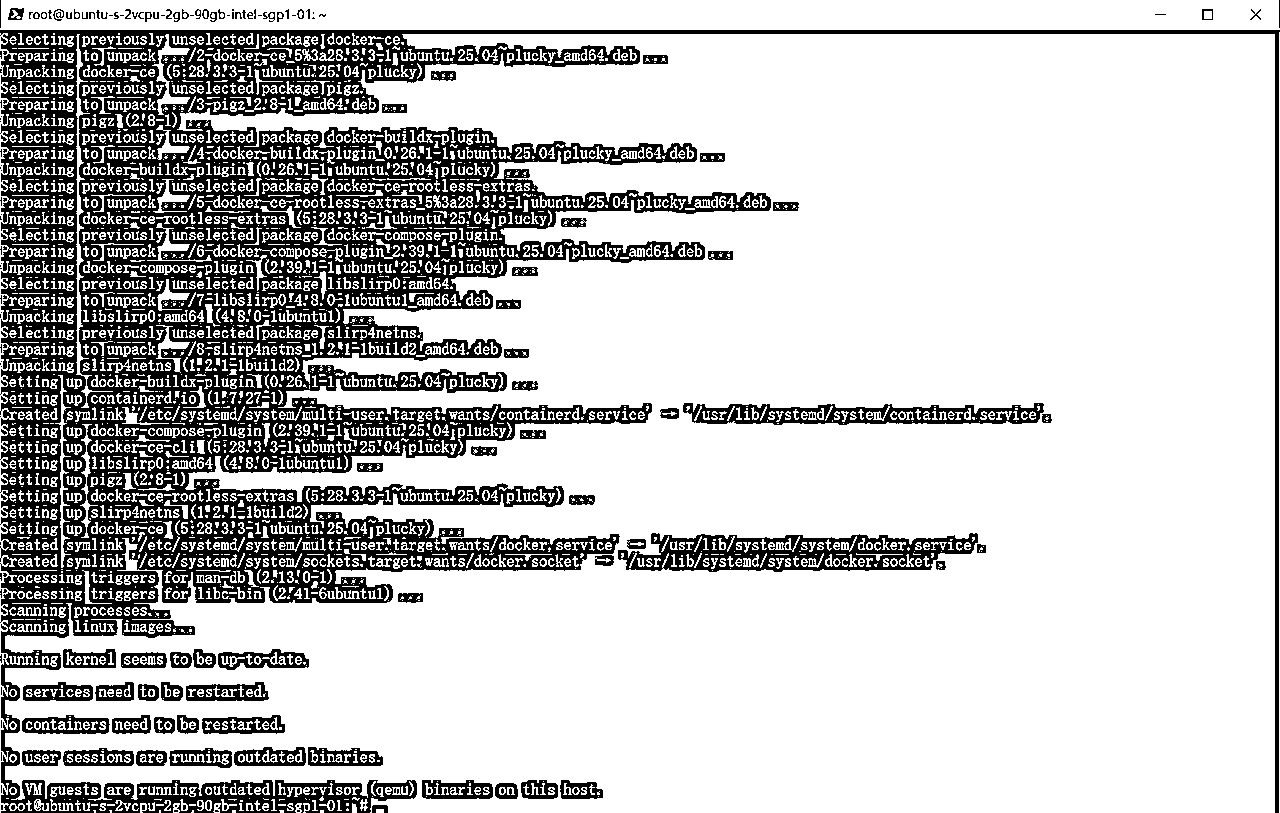 root@ubuntu-s-2vcpu-2gb-90gb-intel-sgp1-01: ~
Selecting previously unselected package docker-ce.
Preparing to unpack .../2-docker-ce_5%3a28.3.3-1~ubuntu.25.04~plucky_amd64.deb ...
Unpacking docker-ce (5:28.3.3-1~ubuntu.25.04~plucky) ...
Selecting previously unselected package pigz.
Preparing to unpack .../3-pigz_2.8-1_amd64.deb ...
Unpacking pigz (2.8-1) ...
Selecting previously unselected package docker-buildx-plugin.
Preparing to unpack .../4-docker-buildx-plugin_0.26.1-1~ubuntu.25.04~plucky_amd64.deb ...
Unpacking docker-buildx-plugin (0.26.1-1~ubuntu.25.04~plucky) ...
Selecting previously unselected package docker-ce-rootless-extras.
Preparing to unpack .../5-docker-ce-rootless-extras_5%3a28.3.3-1~ubuntu.25.04~plucky_amd64.deb ...
Unpacking docker-ce-rootless-extras (5:28.3.3-1~ubuntu.25.04~plucky) ...
Selecting previously unselected package docker-compose-plugin.
Preparing to unpack .../6-docker-compose-plugin_2.39.1-1~ubuntu.25.04~plucky_amd64.deb ...
Unpacking docker-compose-plugin (2.39.1-1~ubuntu.25.04~plucky) ...
Selecting previously unselected package libslirp0:amd64.
Preparing to unpack .../7-libslirp0_4.8.0-1ubuntu1_amd64.deb ...
Unpacking libslirp0:amd64 (4.8.0-1ubuntu1) ...
Selecting previously unselected package slirp4netns.
Preparing to unpack .../8-slirp4netns_1.2.1-1build2_amd64.deb ...
Unpacking slirp4netns (1.2.1-1build2) ...
Setting up docker-buildx-plugin (0.26.1-1~ubuntu.25.04~plucky) ...
Setting up containerd.io (1.7.27-1) ...
Created symlink '/etc/systemd/system/multi-user.target.wants/containerd.service' → '/usr/lib/systemd/system/containerd.service'.
Setting up docker-compose-plugin (2.39.1-1~ubuntu.25.04~plucky) ...
Setting up docker-ce-cli (5:28.3.3-1~ubuntu.25.04~plucky) ...
Setting up libslirp0:amd64 (4.8.0-1ubuntu1) ...
Setting up pigz (2.8-1) ...
Setting up docker-ce-rootless-extras (5:28.3.3-1~ubuntu.25.04~plucky) ...
Setting up slirp4netns (1.2.1-1build2) ...
Setting up docker-ce (5:28.3.3-1~ubuntu.25.04~plucky) ...
Created symlink '/etc/systemd/system/multi-user.target.wants/docker.service' → '/usr/lib/systemd/system/docker.service'.
Created symlink '/etc/systemd/system/sockets.target.wants/docker.socket' → '/usr/lib/systemd/system/docker.socket'.
Processing triggers for man-db (2.13.0-1) ...
Processing triggers for libc-bin (2.41-6ubuntu1) ...
Scanning processes...
Scanning linux images...
Running kernel seems to be up-to-date.
No services need to be restarted.
No containers need to be restarted.
No user sessions are running outdated binaries.
No VM guests are running outdated hypervisor (qemu) binaries on this host.
root@ubuntu-s-2vcpu-2gb-90gb-intel-sgp1-01:~#